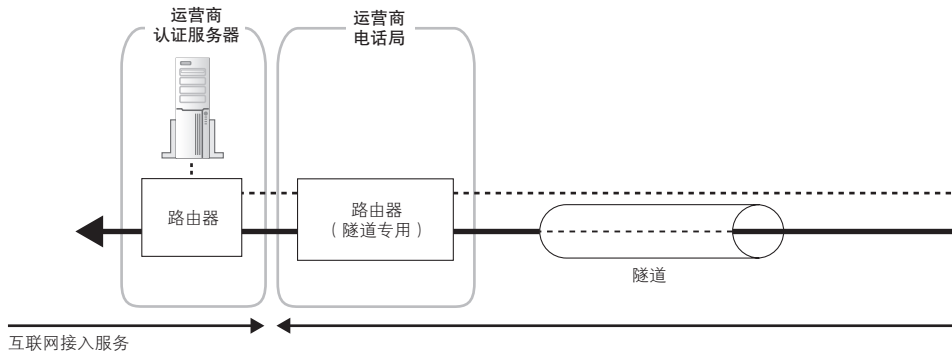 运营商
认证服务器
运营商
电话局
路由器
路由器
（隧道专用）
隧道
互联网接入服务